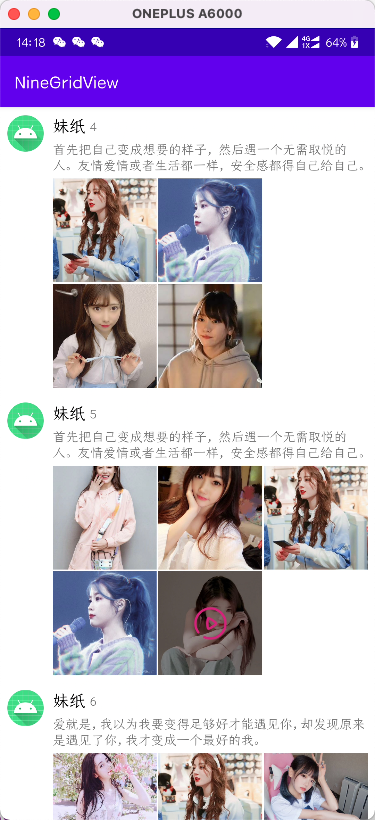 ONEPLUS A6000
14:18
4G
1X
64%
NineGridView
妹纸 4
首先把自己变成想要的样子，然后遇一个无需取悦的
人。友情爱情或者生活都一样，安全感都得自己给自己。
妹纸 5
首先把自己变成想要的样子，然后遇一个无需取悦的
人。友情爱情或者生活都一样，安全感都得自己给自己。
妹纸 6
爱就是，我以为我要变得足够好才能遇见你，却发现原来
是遇见了你，我才变成一个最好的我。